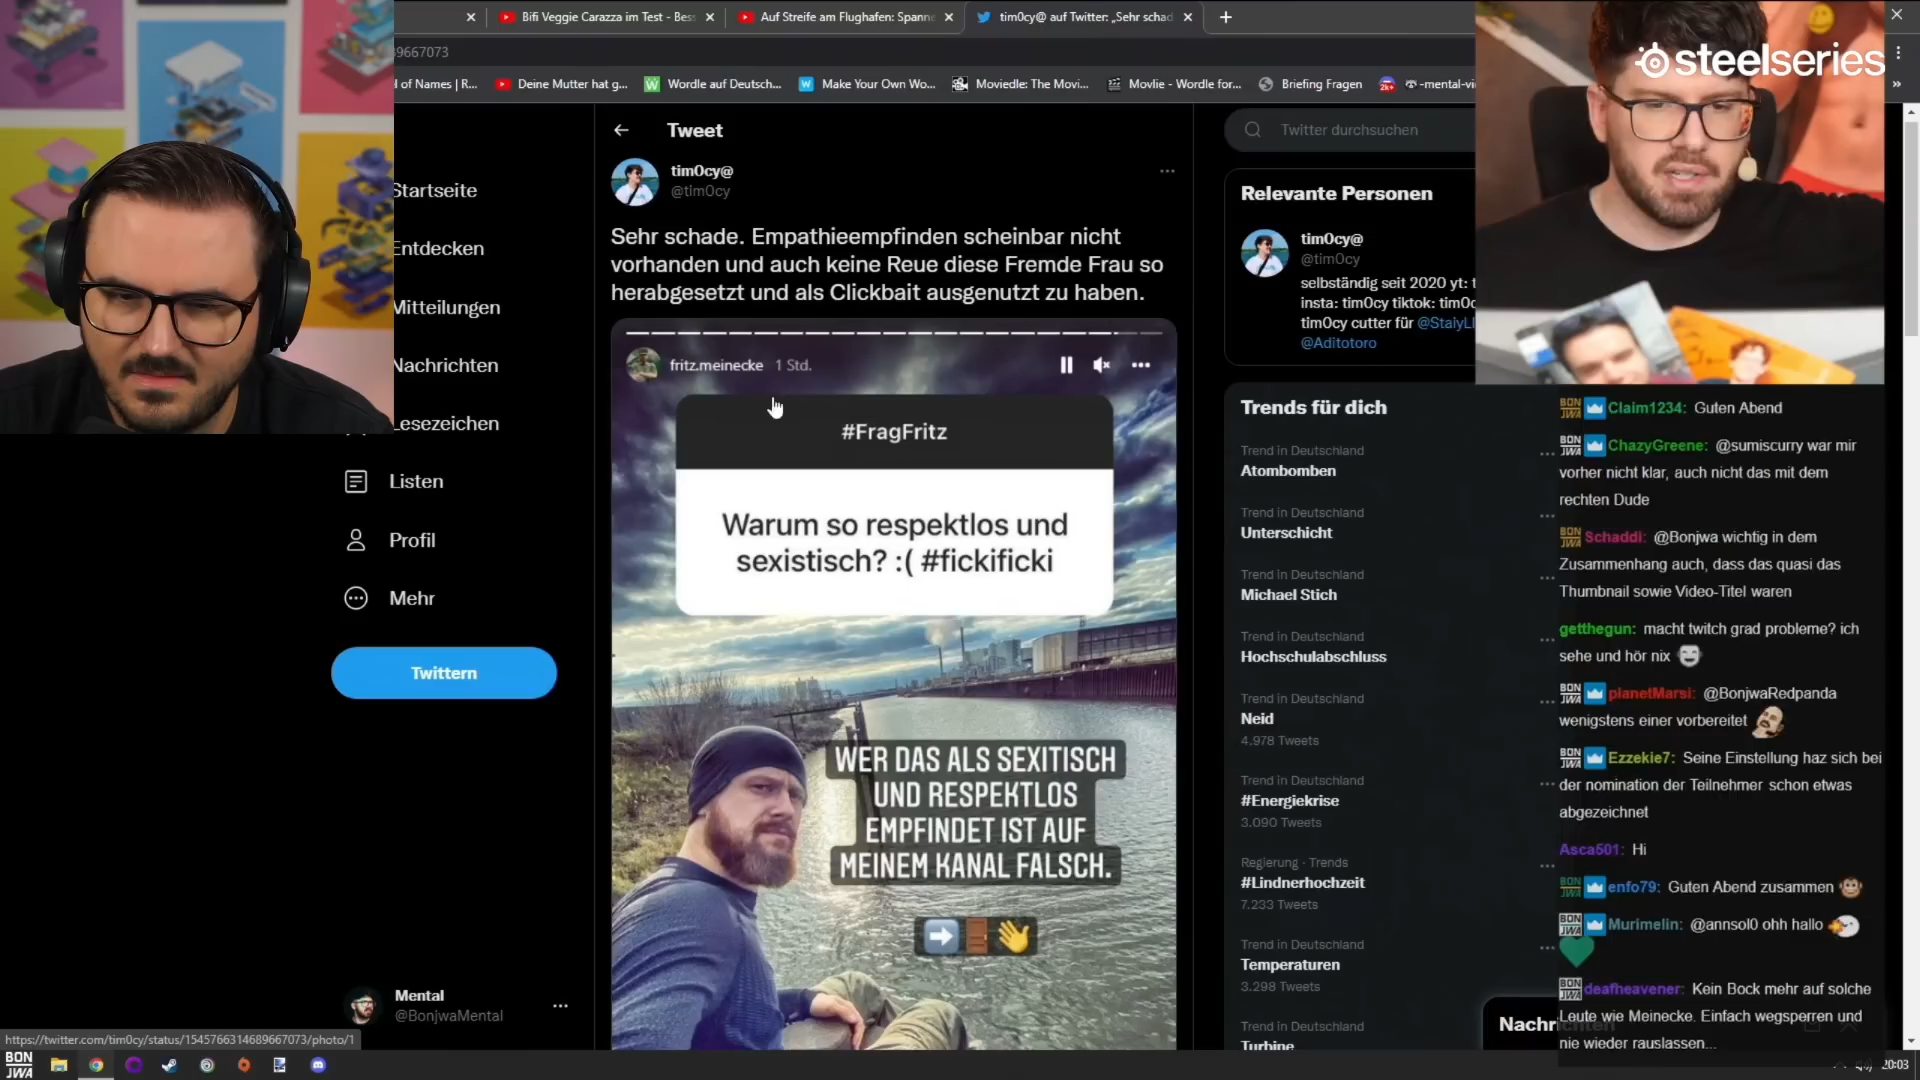 Bifi Veggie Carazza im Test - Bess
Auf Streife am Flughafen: Spann
tim0cy@ auf Twitter: „Sehr schad
39667073
steelseries
l of Names | R...
Deine Mutter hat g...
Wordle auf Deutsch...
Make Your Own Wo...
Moviedle: The Movi...
Movlie - Wordle for...
Briefing Fragen
Startseite
Entdecken
Mitteilungen
Nachrichten
Lesezeichen
Listen
Profil
Mehr
Twittern
Mental
@BonjwaMental
https://twitter.com/tim0cy/status/1545766314689667073/photo/1
Tweet
tim0cy@
@tim0cy
Sehr schade. Empathieempfinden scheinbar nicht
vorhanden und auch keine Reue diese Fremde Frau so
herabgesetzt und als Clickbait ausgenutzt zu haben.
fritz.meinecke 1 Std.
#FragFritz
Warum so respektlos und
sexistisch? :( #fickificki
WER DAS ALS SEXITISCH
UND RESPEKTLOS
EMPFINDET IST AUF
MEINEM KANAL FALSCH.
Twitter durchsuchen
Relevante Personen
tim0cy@
@tim0cy
selbständig seit 2020 yt: t
insta: tim0cy tiktok: tim0c
tim0cy cutter für @StaiyLI
@Aditotoro
Trends für dich
Trend in Deutschland
Atombomben
Trend in Deutschland
Unterschicht
Trend in Deutschland
Michael Stich
Trend in Deutschland
Hochschulabschluss
Trend in Deutschland
Neid
4.978 Tweets
Trend in Deutschland
#Energiekrise
3.090 Tweets
Regierung · Trends
#Lindnerhochzeit
7.233 Tweets
Trend in Deutschland
Temperaturen
3.298 Tweets
Trend in Deutschland
Turbine
Claim1234: Guten Abend
ChazyGreene: @sumiscurry war mir
vorher nicht klar, auch nicht das mit dem
rechten Dude
Schaddi: @Bonjwa wichtig in dem
Zusammenhang auch, dass das quasi das
Thumbnail sowie Video-Titel waren
getthegun: macht twitch grad probleme? ich
sehe und hör nix
planetMarsi: @BonjwaRedpanda
wenigstens einer vorbereitet
Ezzekie7: Seine Einstellung haz sich bei
der nomination der Teilnehmer schon etwas
abgezeichnet
Asca501: Hi
enfo79: Guten Abend zusammen
Murimelin: @annsol0 ohh hallo
deafheavener: Kein Bock mehr auf solche
Leute wie Meinecke. Einfach wegsperren und
nie wieder rauslassen...
BON
JWA
20:03